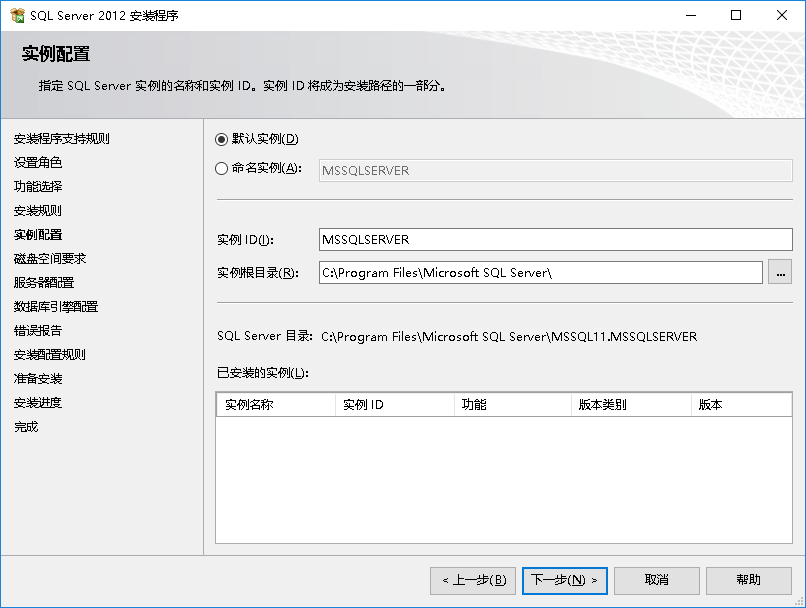 SQL Server 2012 安装程序
实例配置
指定 SQL Server 实例的名称和实例 ID。实例 ID 将成为安装路径的一部分。
安装程序支持规则
设置角色
功能选择
安装规则
实例配置
磁盘空间要求
服务器配置
数据库引擎配置
错误报告
安装配置规则
准备安装
安装进度
完成
默认实例(D)
命名实例(A): MSSQLSERVER
实例 ID(I): MSSQLSERVER
实例根目录(R): C:\Program Files\Microsoft SQL Server\ ...
SQL Server 目录: C:\Program Files\Microsoft SQL Server\MSSQL11.MSSQLSERVER
已安装的实例(L):
实例名称 实例 ID 功能 版本类别 版本
< 上一步(B) 下一步(N) > 取消 帮助